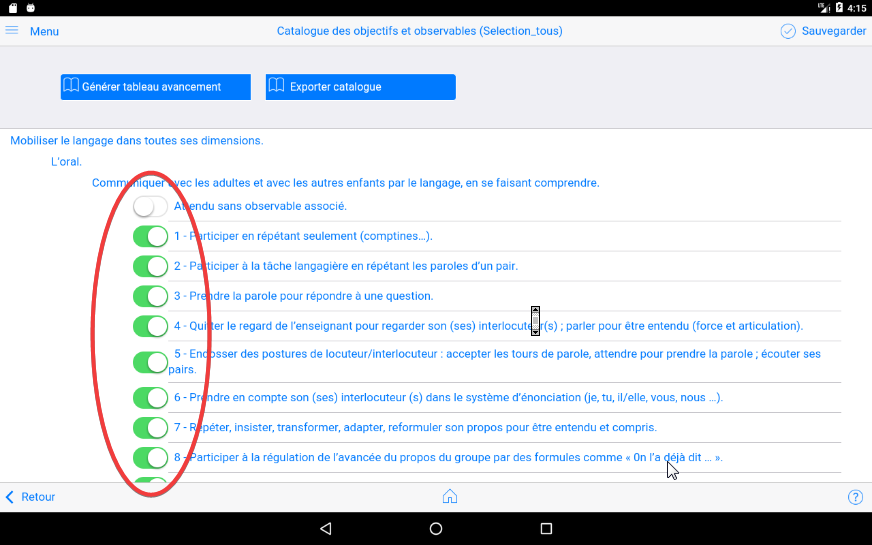 LTE 4:15
Menu
Catalogue des objectifs et observables (Selection_tous)
Sauvegarder
Générer tableau avancement
Exporter catalogue
Mobiliser le langage dans toutes ses dimensions.
L'oral.
Communiquer avec les adultes et avec les autres enfants par le langage, en se faisant comprendre.
Attendu sans observable associé.
1 - Participer en répétant seulement (comptines…).
2 - Participer à la tâche langagière en répétant les paroles d'un pair.
3 - Prendre la parole pour répondre à une question.
4 - Quitter le regard de l'enseignant pour regarder son (ses) interlocuteur(s) ; parler pour être entendu (force et articulation).
5 - Endosser des postures de locuteur/interlocuteur : accepter les tours de parole, attendre pour prendre la parole ; écouter ses
pairs.
6 - Prendre en compte son (ses) interlocuteur (s) dans le système d'énonciation (je, tu, il/elle, vous, nous …).
7 - Répéter, insister, transformer, adapter, reformuler son propos pour être entendu et compris.
8 - Participer à la régulation de l'avancée du propos du groupe par des formules comme « 0n l'a déjà dit … ».
Retour
?